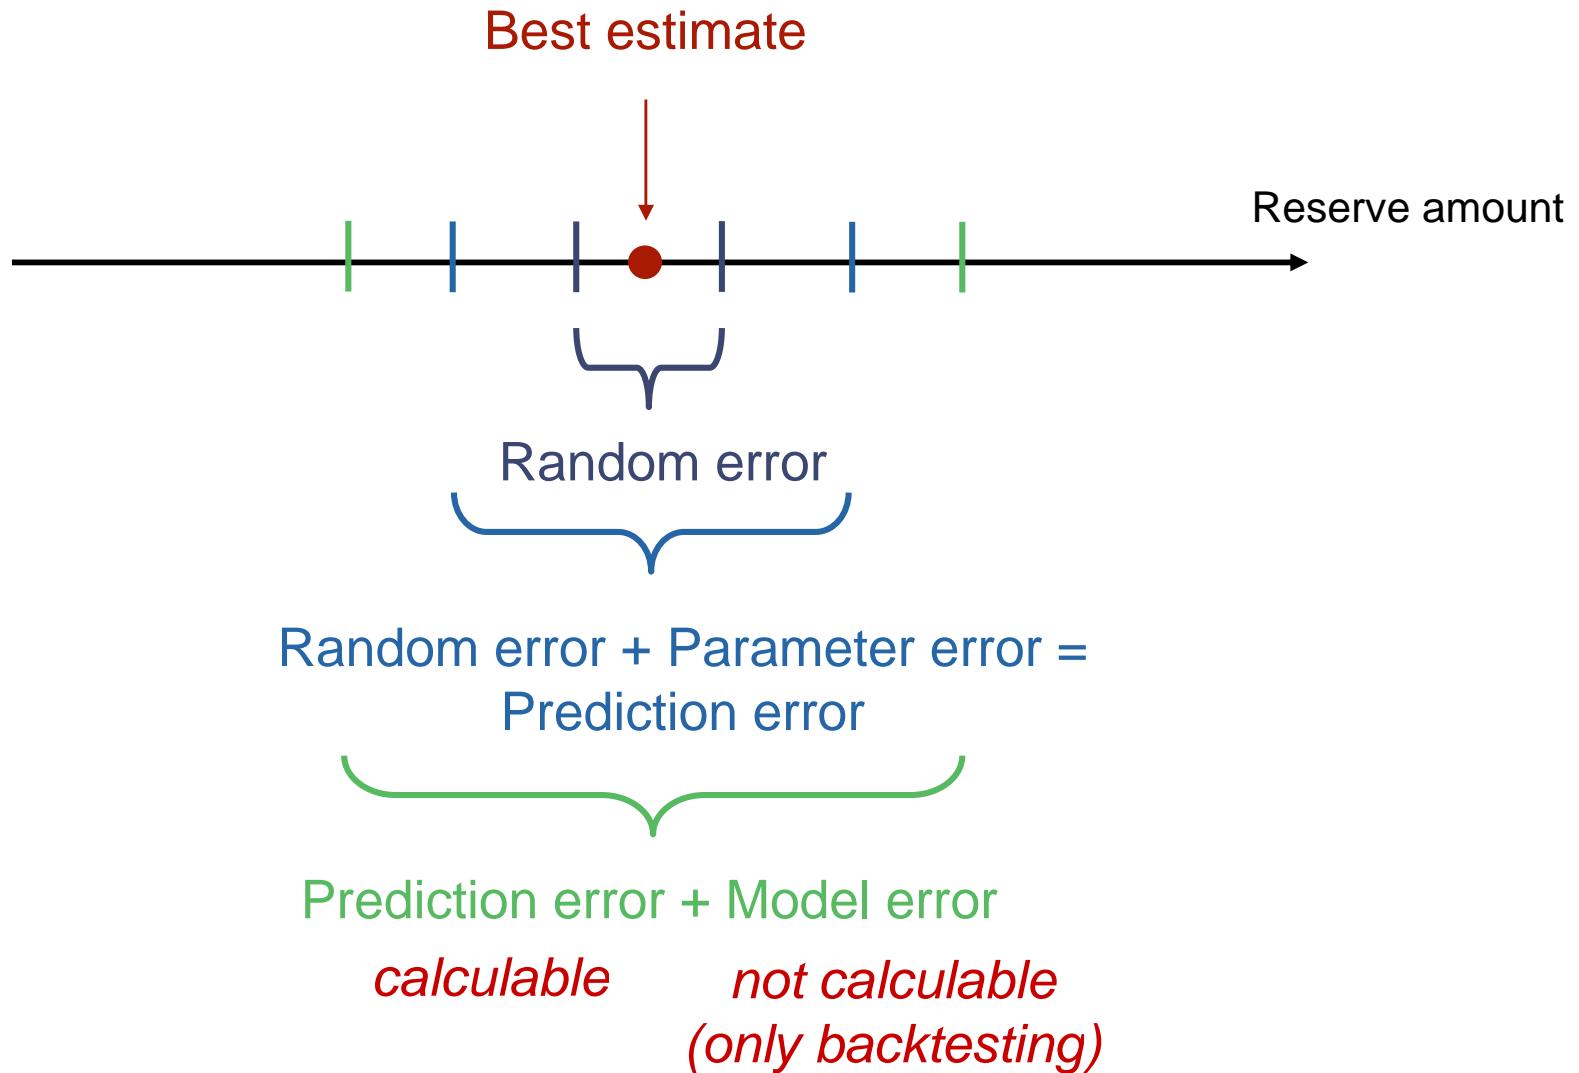 Best estimate
Reserve amount
Random error
Random error + Parameter error =
Prediction error
Prediction error + Model error
calculable
not calculable
(only backtesting)